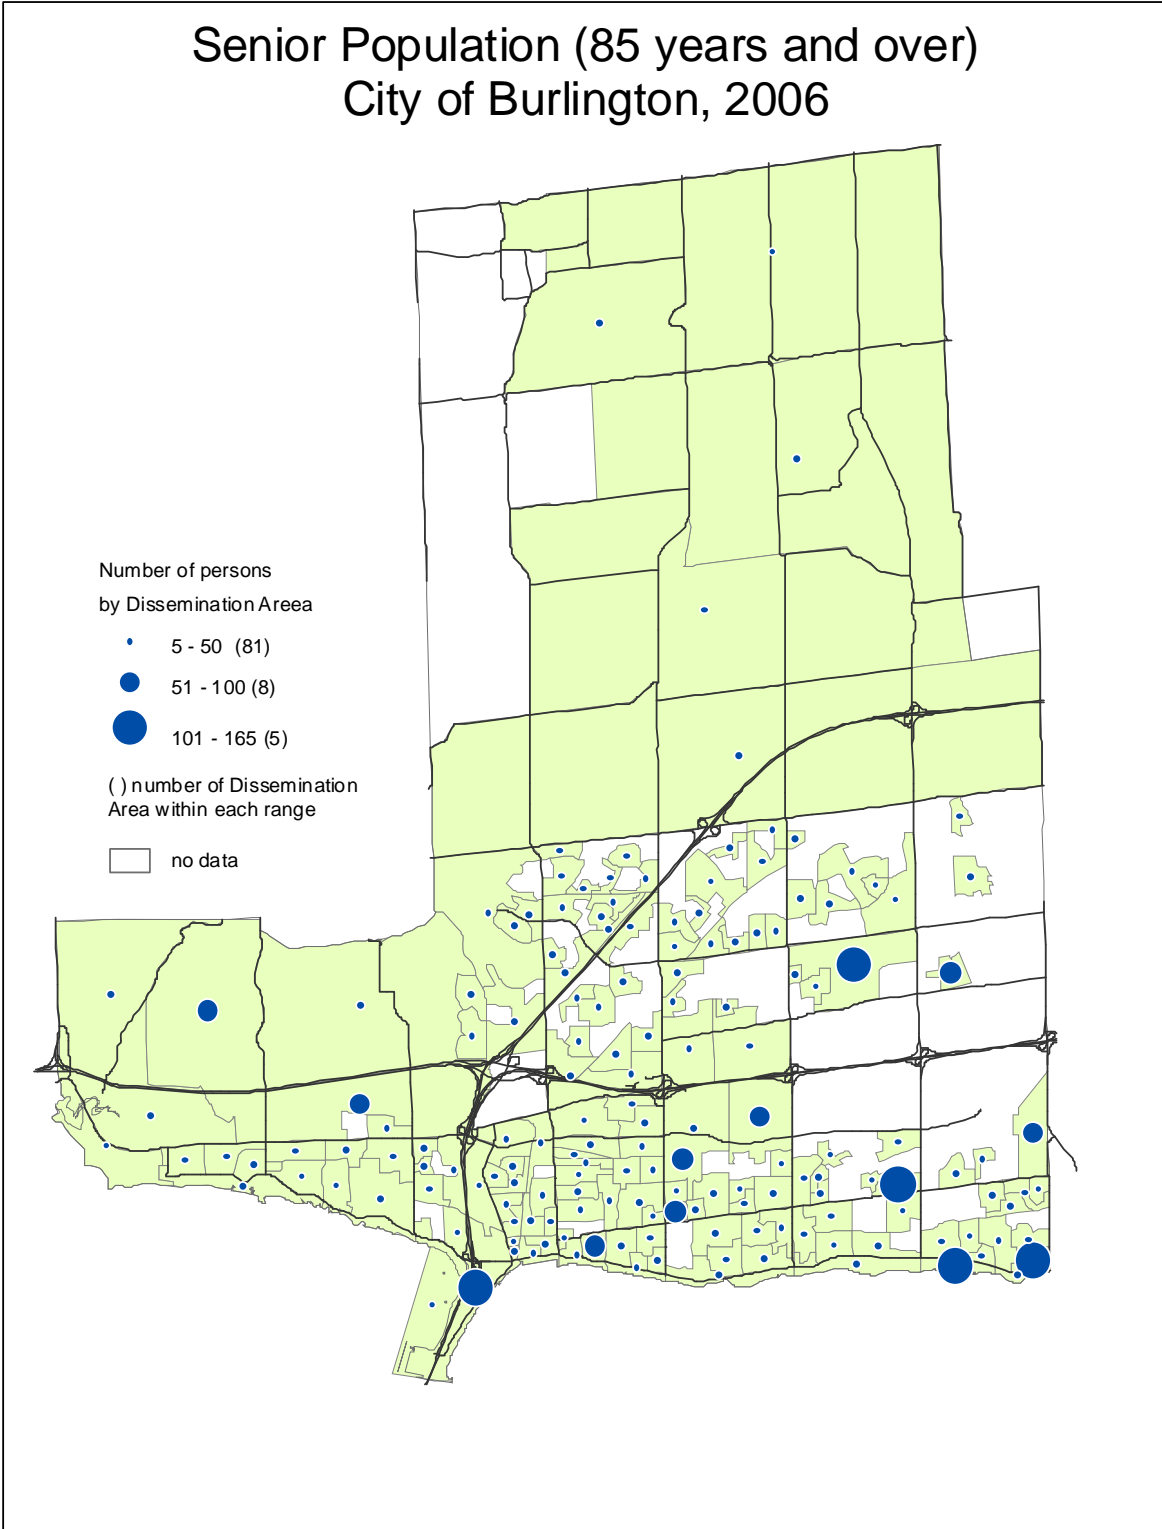 Senior Population (85 years and over)
City of Burlington, 2006
Number of persons
by Dissemination Areea
5 - 50 (81)
51 - 100 (8)
101 - 165 (5)
( ) number of Dissemination
Area within each range
no data